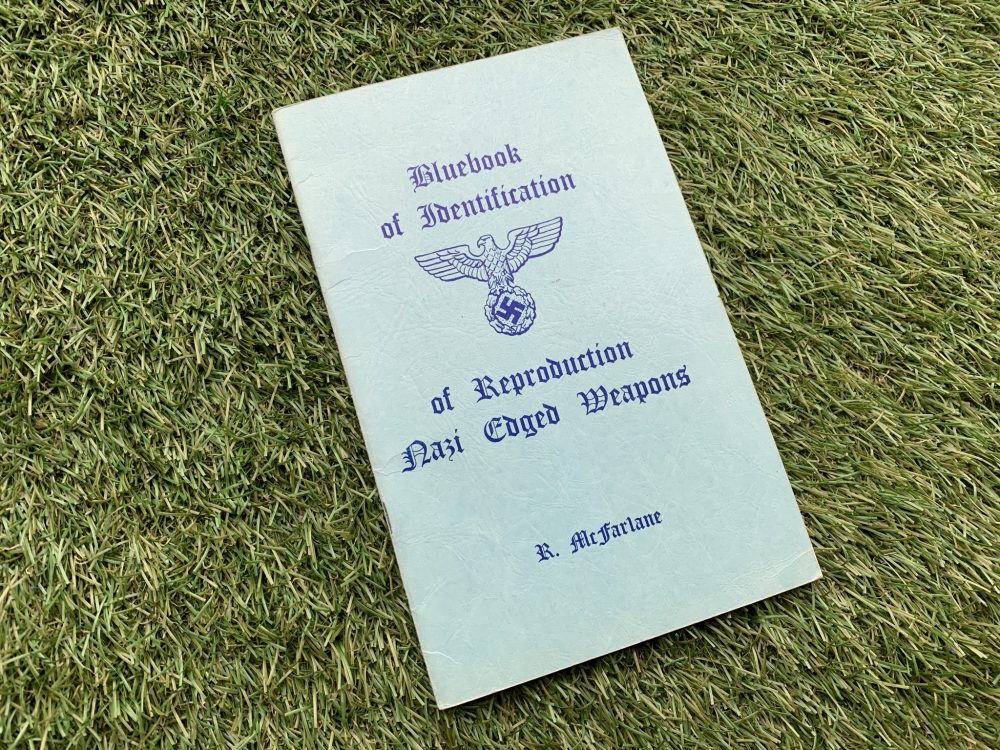 Bluebook
of Identification
of Reproduction
Nazi Edged Weapons
R. McFarlane